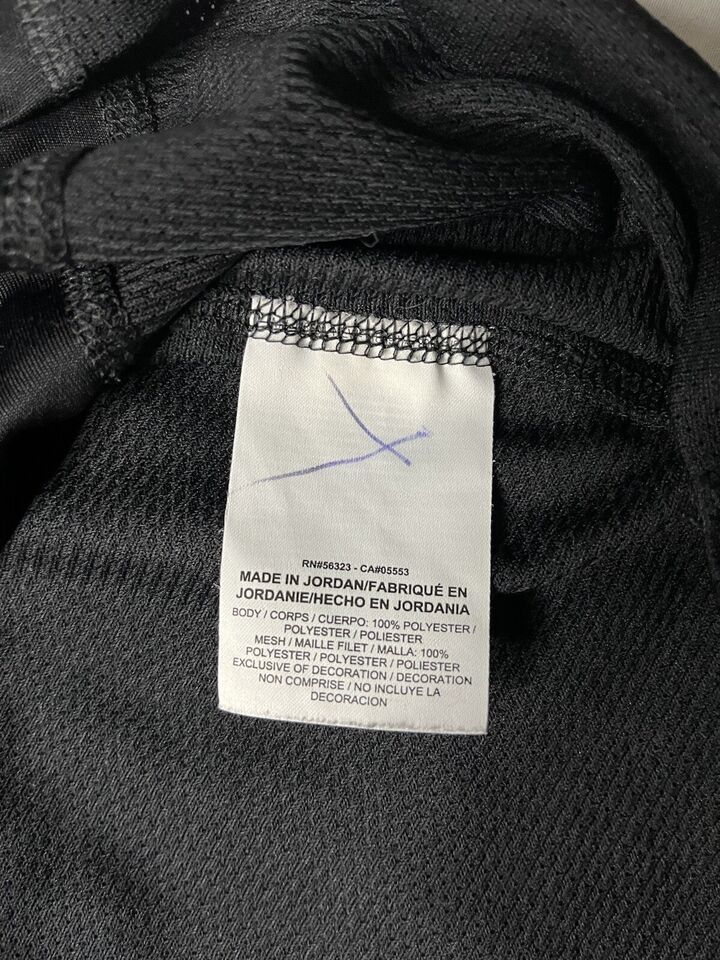 RN#56323 - CA#05553
MADE IN JORDAN/FABRIQUÉ EN
JORDANIE/HECHO EN JORDANIA
BODY / CORPS / CUERPO: 100% POLYESTER /
POLYESTER / POLIESTER
MESH / MAILLE FILET / MALLA: 100%
POLYESTER / POLYESTER / POLIESTER
EXCLUSIVE OF DECORATION / DECORATION
NON COMPRISE / NO INCLUYE LA
DECORACION